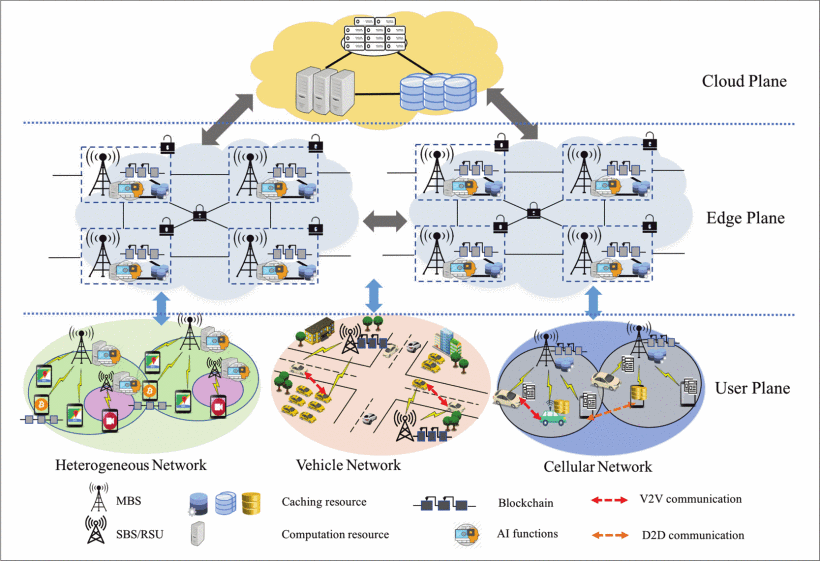 Cloud Plane
Edge Plane
User Plane
Heterogeneous Network
Vehicle Network
Cellular Network
MBS
Caching resource
Blockchain
V2V communication
SBS/RSU
Computation resource
AI functions
D2D communication